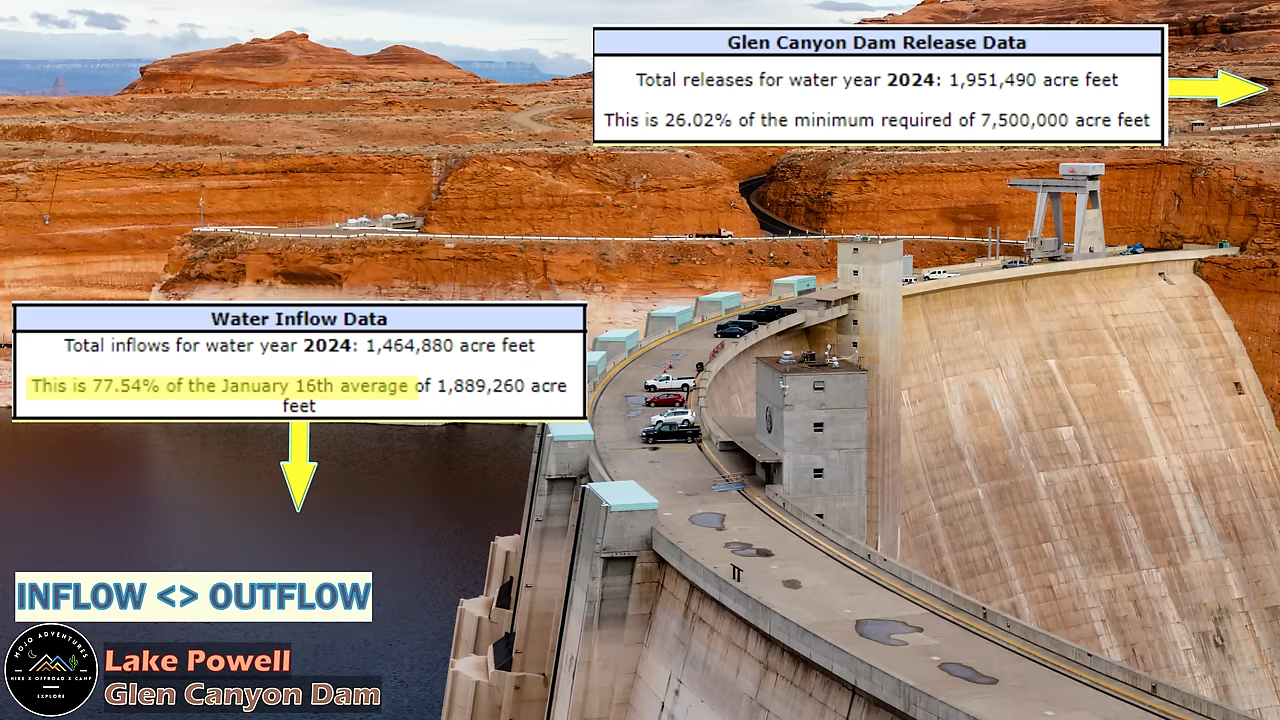 Glen Canyon Dam Release Data
Total releases for water year 2024: 1,951,490 acre feet
This is 26.02% of the minimum required of 7,500,000 acre feet
Water Inflow Data
Total inflows for water year 2024: 1,464,880 acre feet
This is 77.54% of the January 16th average of 1,889,260 acre
feet
INFLOW <> OUTFLOW
MOJO ADVENTURES
HIKE X OFFROAD X CAMP
EXPLORE
Lake Powell
Glen Canyon Dam